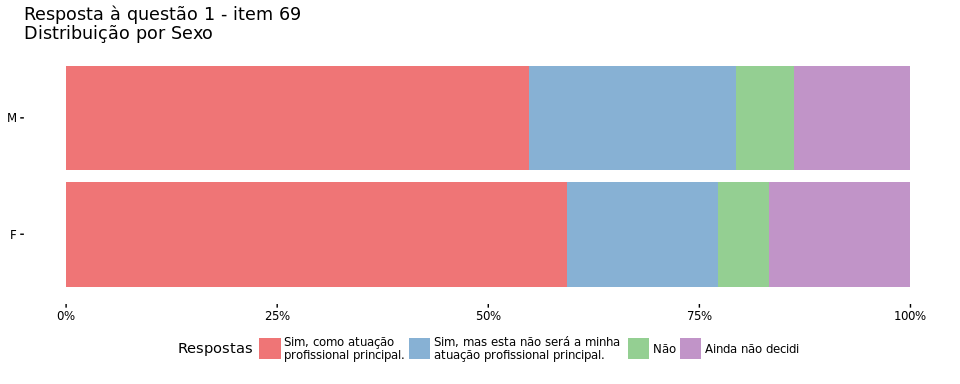 Resposta à questão 1 - item 69
Distribuição por Sexo
M
F
0%
25%
50%
75%
100%
Respostas
Sim, como atuação
profissional principal.
Sim, mas esta não será a minha
atuação profissional principal.
Não
Ainda não decidi